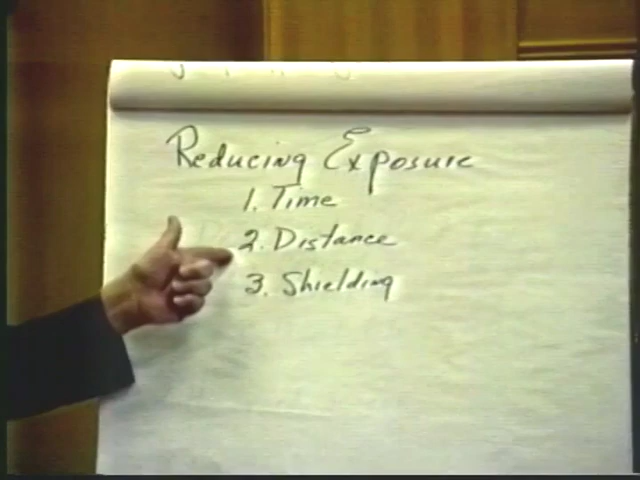 Reducing Exposure
1. Time
2. Distance
3. Shielding